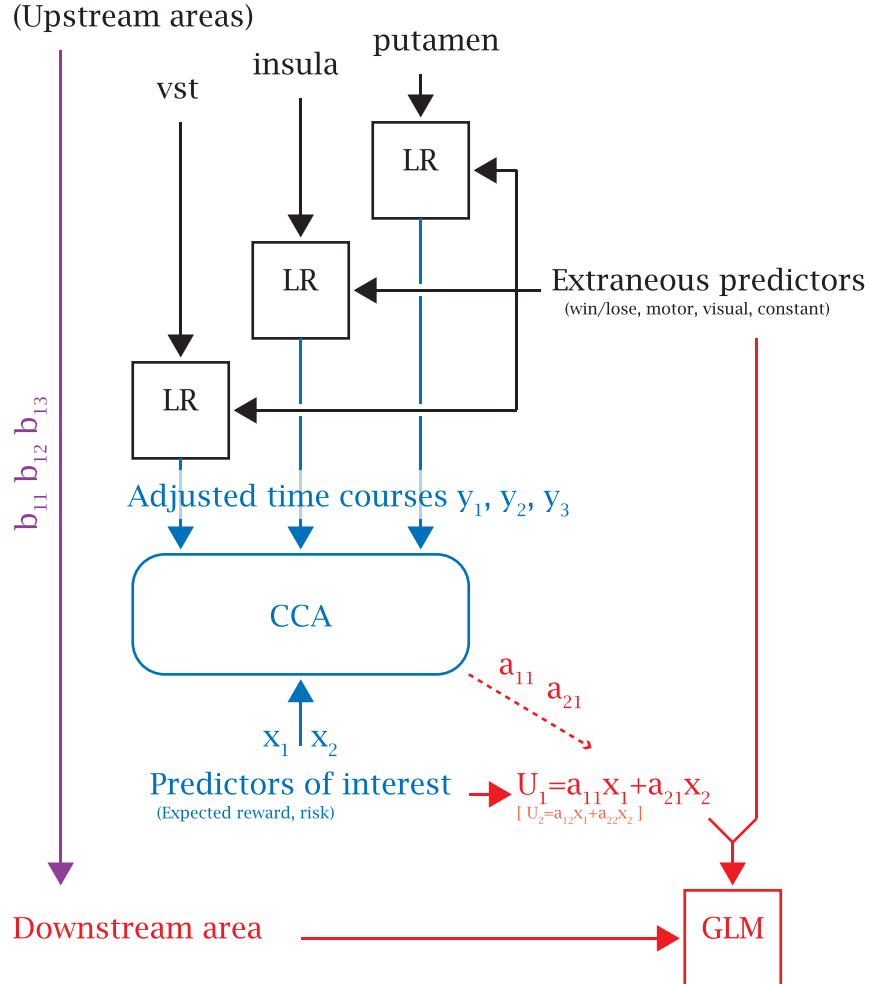 (Upstream areas)
putamen
insula
vst
LR
LR
Extraneous predictors
(win/lose, motor, visual, constant)
LR
b11 b12 b13
Adjusted time courses y1, y2, y3
CCA
a11
a21
x1 x2
Predictors of interest
(Expected reward, risk)
U1=a11x1+a21x2
[ U2=a12x1+a22x2 ]
Downstream area
GLM